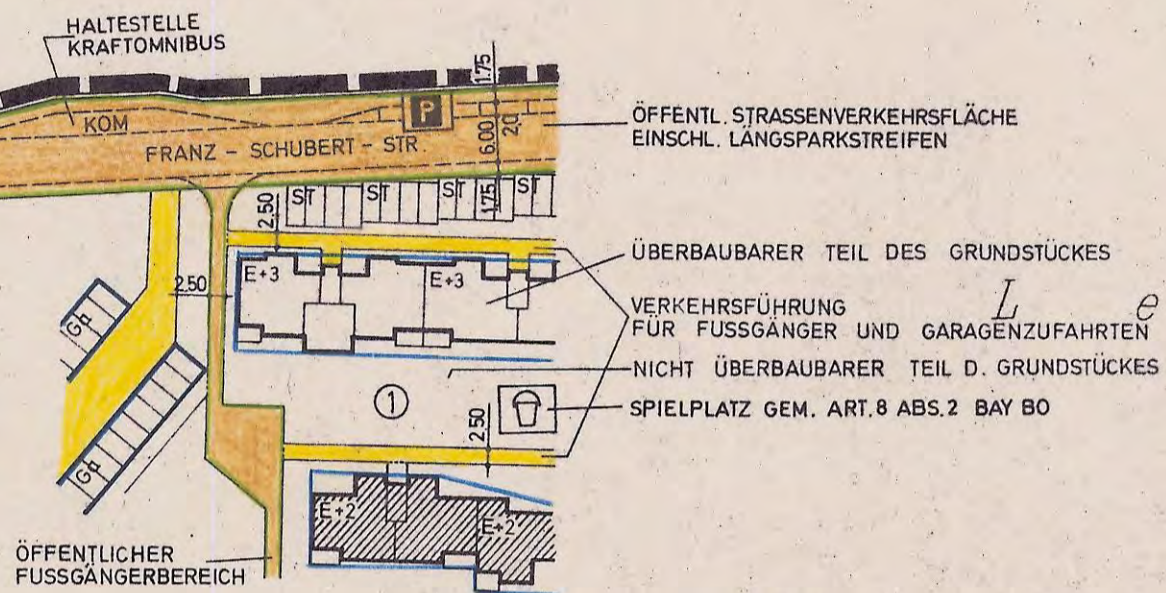 HALTESTELLE
KRAFTOMNIBUS
KOM
P
1.75
6.00
2,0
FRANZ - SCHUBERT - STR.
ÖFFENTL. STRASSENVERKEHRSFLÄCHE
EINSCHL. LÄNGSPARKSTREIFEN
ST
ST
ST
ST
1.75
2.50
2.50
E+3
E+3
ÜBERBAUBARER TEIL DES GRUNDSTÜCKES
L e
VERKEHRSFÜHRUNG
FÜR FUSSGÄNGER UND GARAGENZUFAHRTEN
NICHT ÜBERBAUBARER TEIL D. GRUNDSTÜCKES
SPIELPLATZ GEM. ART. 8 ABS. 2 BAY BO
Ga
Ga
1
2.50
E+2
E+2
ÖFFENTLICHER
FUSSGÄNGERBEREICH